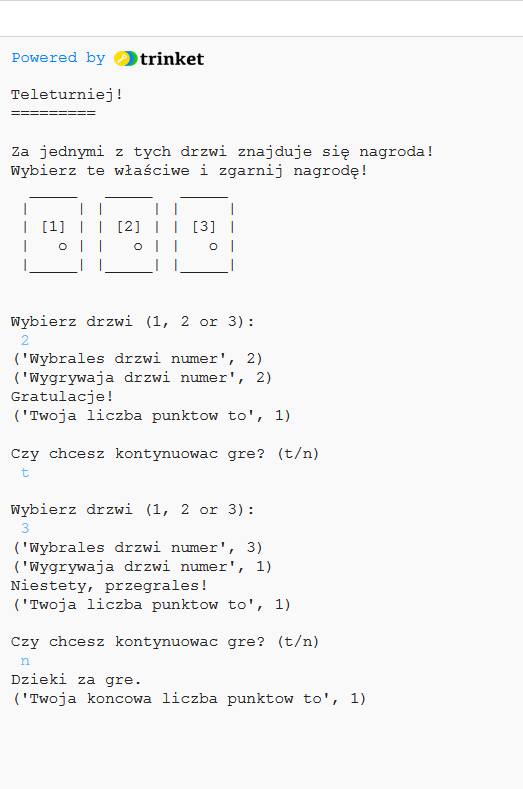 Powered by trinket
Teleturniej!
=========
Za jednymi z tych drzwi znajduje się nagroda!
Wybierz te właściwe i zgarnij nagrodę!
  _____   _____   _____
 |     | |     | |     |
 | [1] | | [2] | | [3] |
 |   o | |   o | |   o |
 |_____| |_____| |_____|
Wybierz drzwi (1, 2 or 3):
2
('Wybrales drzwi numer', 2)
('Wygrywaja drzwi numer', 2)
Gratulacje!
('Twoja liczba punktow to', 1)
Czy chcesz kontynuowac gre? (t/n)
t
Wybierz drzwi (1, 2 or 3):
3
('Wybrales drzwi numer', 3)
('Wygrywaja drzwi numer', 1)
Niestety, przegrales!
('Twoja liczba punktow to', 1)
Czy chcesz kontynuowac gre? (t/n)
n
Dzieki za gre.
('Twoja koncowa liczba punktow to', 1)